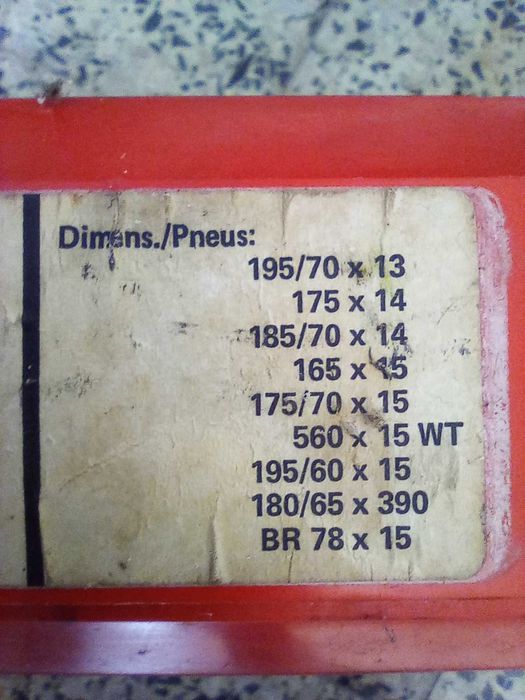 Dimens./Pneus:
195/70 x 13
175 x 14
185/70 x 14
165 x 15
175/70 x 15
560 x 15 WT
195/60 x 15
180/65 x 390
BR 78 x 15